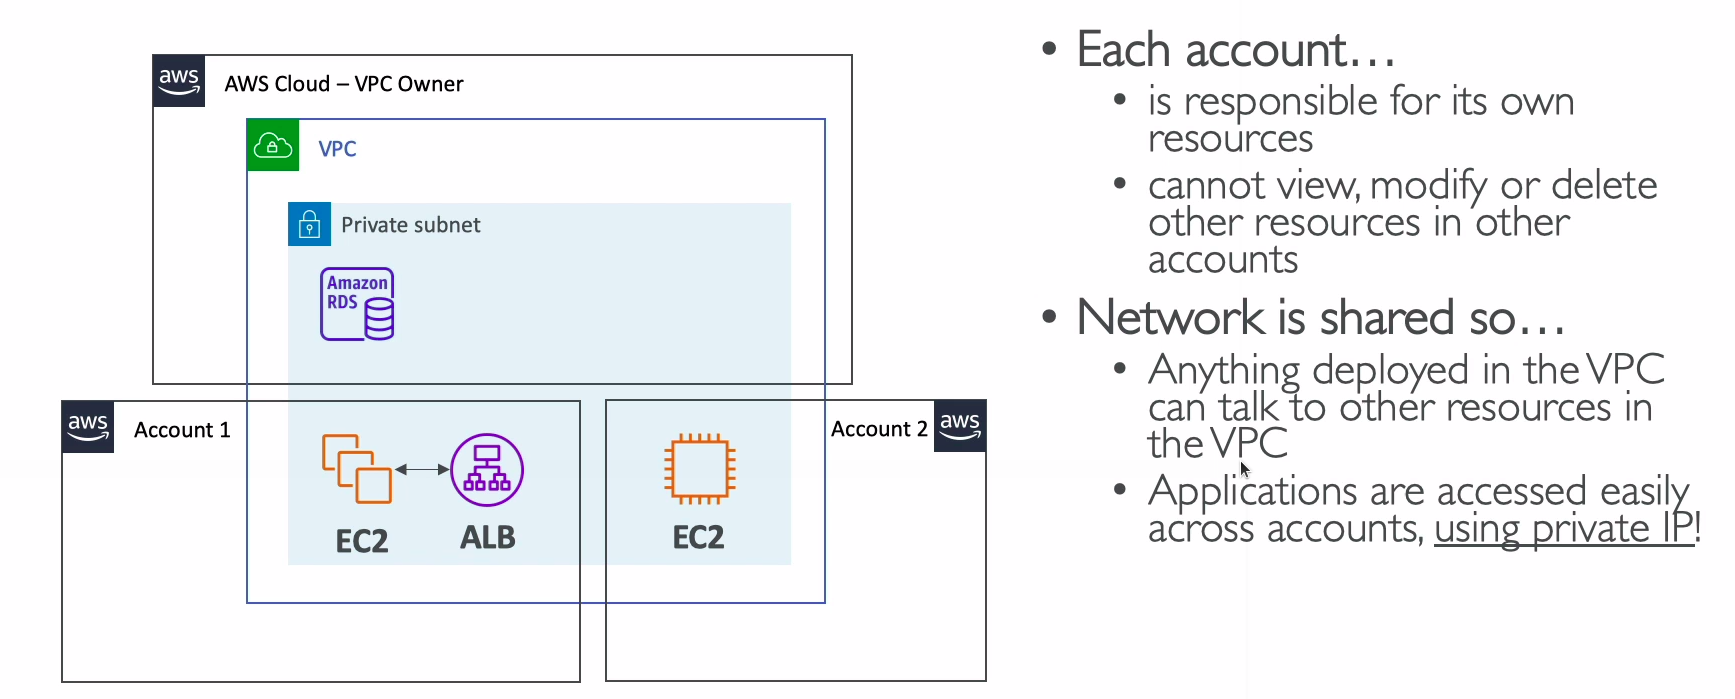 aws
AWS Cloud – VPC Owner
VPC
Private subnet
Amazon
RDS
aws
Account 1
Account 2
aws
EC2
ALB
EC2
• Each account...
• is responsible for its own
resources
• cannot view, modify or delete
other resources in other
accounts
• Network is shared so...
• Anything deployed in the VPC
can talk to other resources in
the VPC
• Applications are accessed easily
across accounts, using private IP!